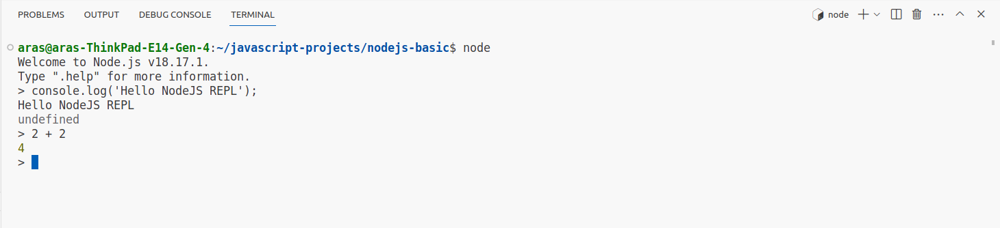 PROBLEMS OUTPUT DEBUG CONSOLE TERMINAL node
aras@aras-ThinkPad-E14-Gen-4:~/javascript-projects/nodejs-basic$ node
Welcome to Node.js v18.17.1.
Type ".help" for more information.
> console.log('Hello NodeJS REPL');
Hello NodeJS REPL
undefined
> 2 + 2
4
>